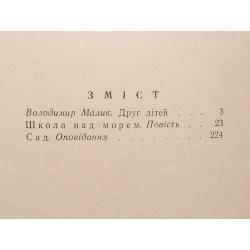 ЗМІСТ
Володимир Малик. Друг дітей . . . 3
Школа над морем. Повість . . 23
Сад. Оповідання . . . . . . . . 224